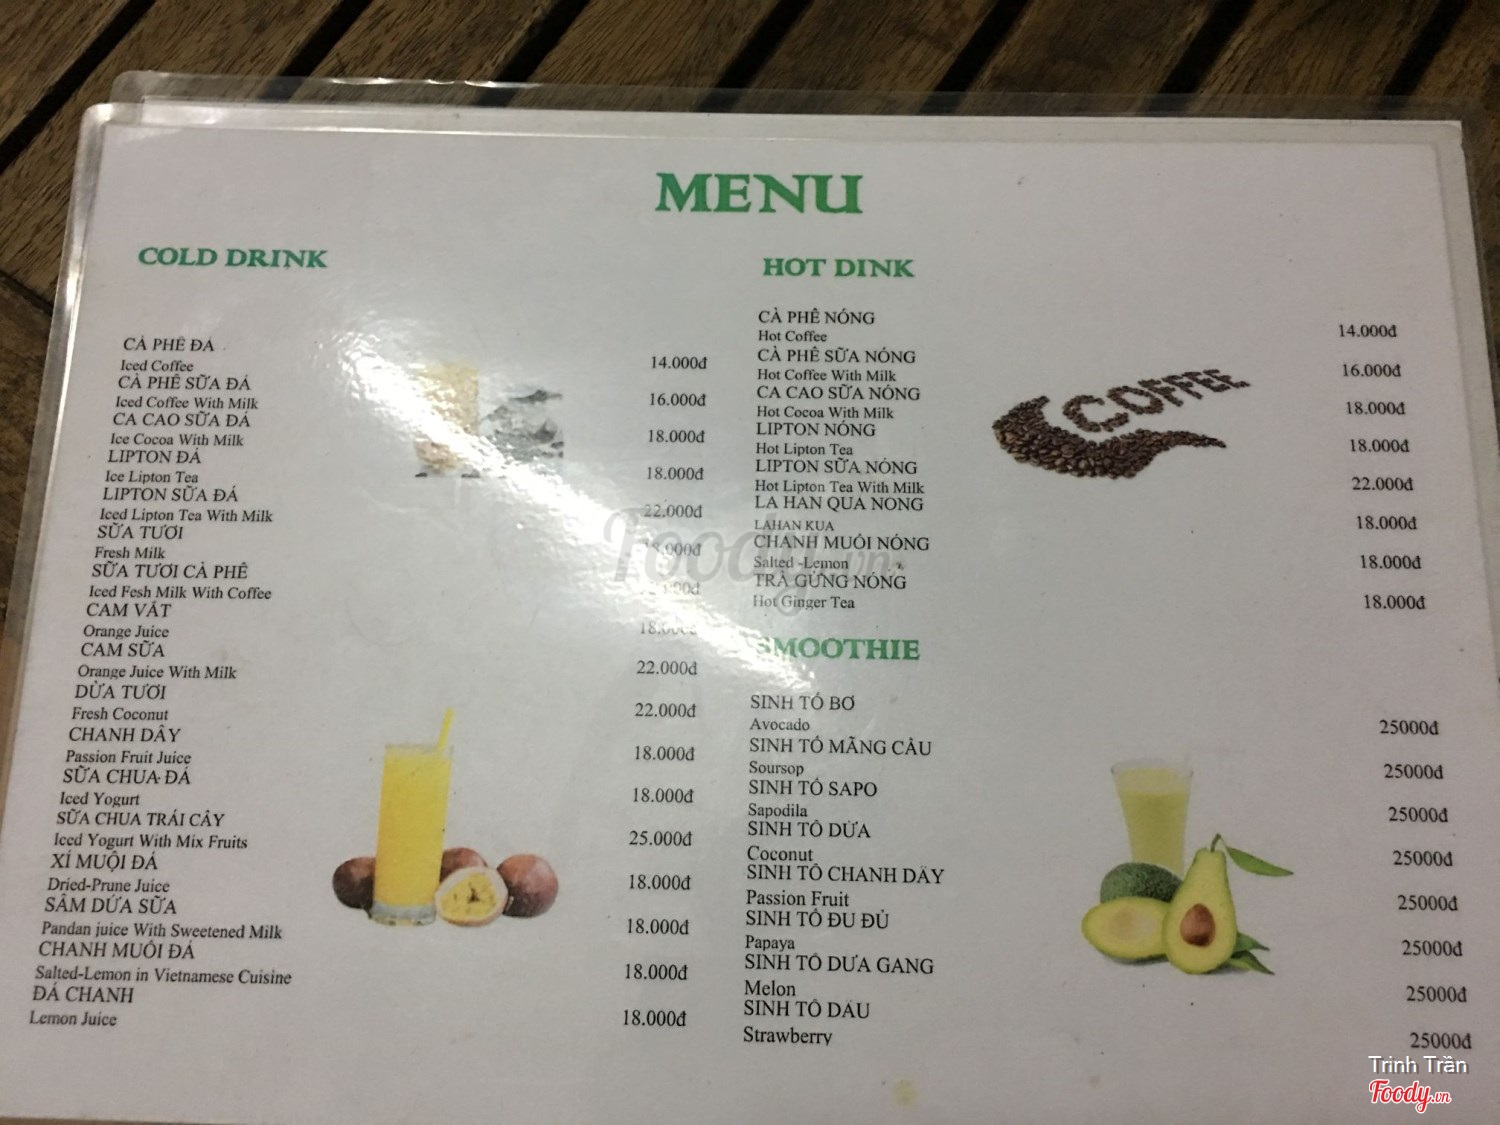 MENU
COLD DRINK
CÀ PHÊ ĐÁ
Iced Coffee 14.000đ
CÀ PHÊ SỮA ĐÁ
Iced Coffee With Milk 16.000đ
CA CAO SỮA ĐÁ
Ice Cocoa With Milk 18.000đ
LIPTON ĐÁ
Ice Lipton Tea 18.000đ
LIPTON SỮA ĐÁ
Iced Lipton Tea With Milk 22.000đ
SỮA TƯƠI
Fresh Milk 18.000đ
SỮA TƯƠI CÀ PHÊ
Iced Fesh Milk With Coffee
CAM VẮT
Orange Juice 18.000đ
CAM SỮA
Orange Juice With Milk 22.000đ
DỪA TƯƠI
Fresh Coconut 22.000đ
CHANH DÂY
Passion Fruit Juice 18.000đ
SỮA CHUA ĐÁ
Iced Yogurt 18.000đ
SỮA CHUA TRÁI CÂY
Iced Yogurt With Mix Fruits 25.000đ
XÍ MUỘI ĐÁ
Dried-Prune Juice 18.000đ
SÂM DỨA SỮA
Pandan juice With Sweetened Milk 18.000đ
CHANH MUỐI ĐÁ
Salted-Lemon in Vietnamese Cuisine 18.000đ
ĐÁ CHANH
Lemon Juice 18.000đ
HOT DINK
CÀ PHÊ NÓNG
Hot Coffee 14.000đ
CÀ PHÊ SỮA NÓNG
Hot Coffee With Milk 16.000đ
CA CAO SỮA NÓNG
Hot Cocoa With Milk 18.000đ
LIPTON NÓNG
Hot Lipton Tea 18.000đ
LIPTON SỮA NÓNG
Hot Lipton Tea With Milk 22.000đ
LA HAN QUA NONG
LAHAN KUA 18.000đ
CHANH MUỐI NÓNG
Salted -Lemon 18.000đ
TRÀ GỪNG NÓNG
Hot Ginger Tea 18.000đ
COFFEE
SMOOTHIE
SINH TỐ BƠ
Avocado 25000đ
SINH TỐ MÃNG CẦU
Soursop 25000đ
SINH TỐ SAPO
Sapodila 25000đ
SINH TỐ DỪA
Coconut 25000đ
SINH TỐ CHANH DÂY
Passion Fruit 25000đ
SINH TỐ ĐU ĐỦ
Papaya 25000đ
SINH TỐ DƯA GANG
Melon 25000đ
SINH TỐ DÂU
Strawberry 25000đ
Foody.vn
Trinh Trần
Foody.vn